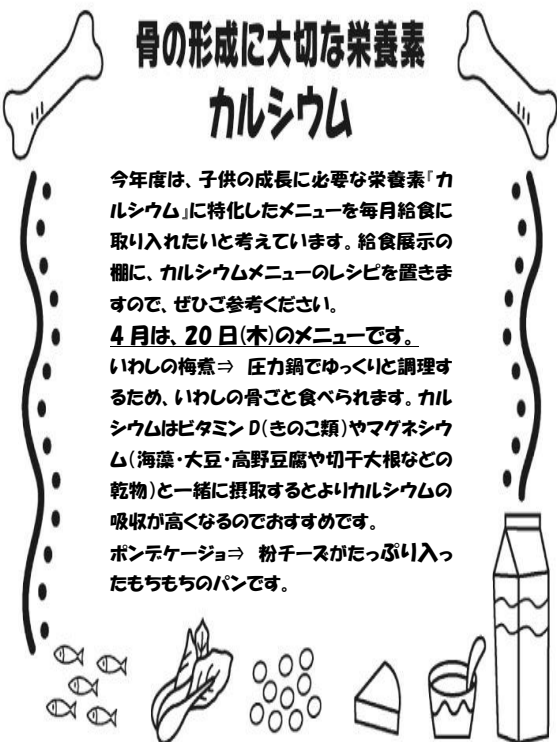 骨の形成に大切な栄養素
カルシウム
今年度は、子供の成長に必要な栄養素『カ
ルシウム』に特化したメニューを毎月給食に
取り入れたいと考えています。給食展示の
棚に、カルシウムメニューのレシピを置きま
すので、ぜひご参考ください。
4月は、20日(木)のメニューです。
いわしの梅煮⇒ 圧力鍋でゆっくりと調理す
るため、いわしの骨ごと食べられます。カル
シウムはビタミンD(きのこ類)やマグネシウ
ム(海藻・大豆・高野豆腐や切干大根などの
乾物)と一緒に摂取するとよりカルシウムの
吸収が高くなるのでおすすめです。
ポンデケージョ⇒ 粉チーズがたっぷり入っ
たもちもちのパンです。